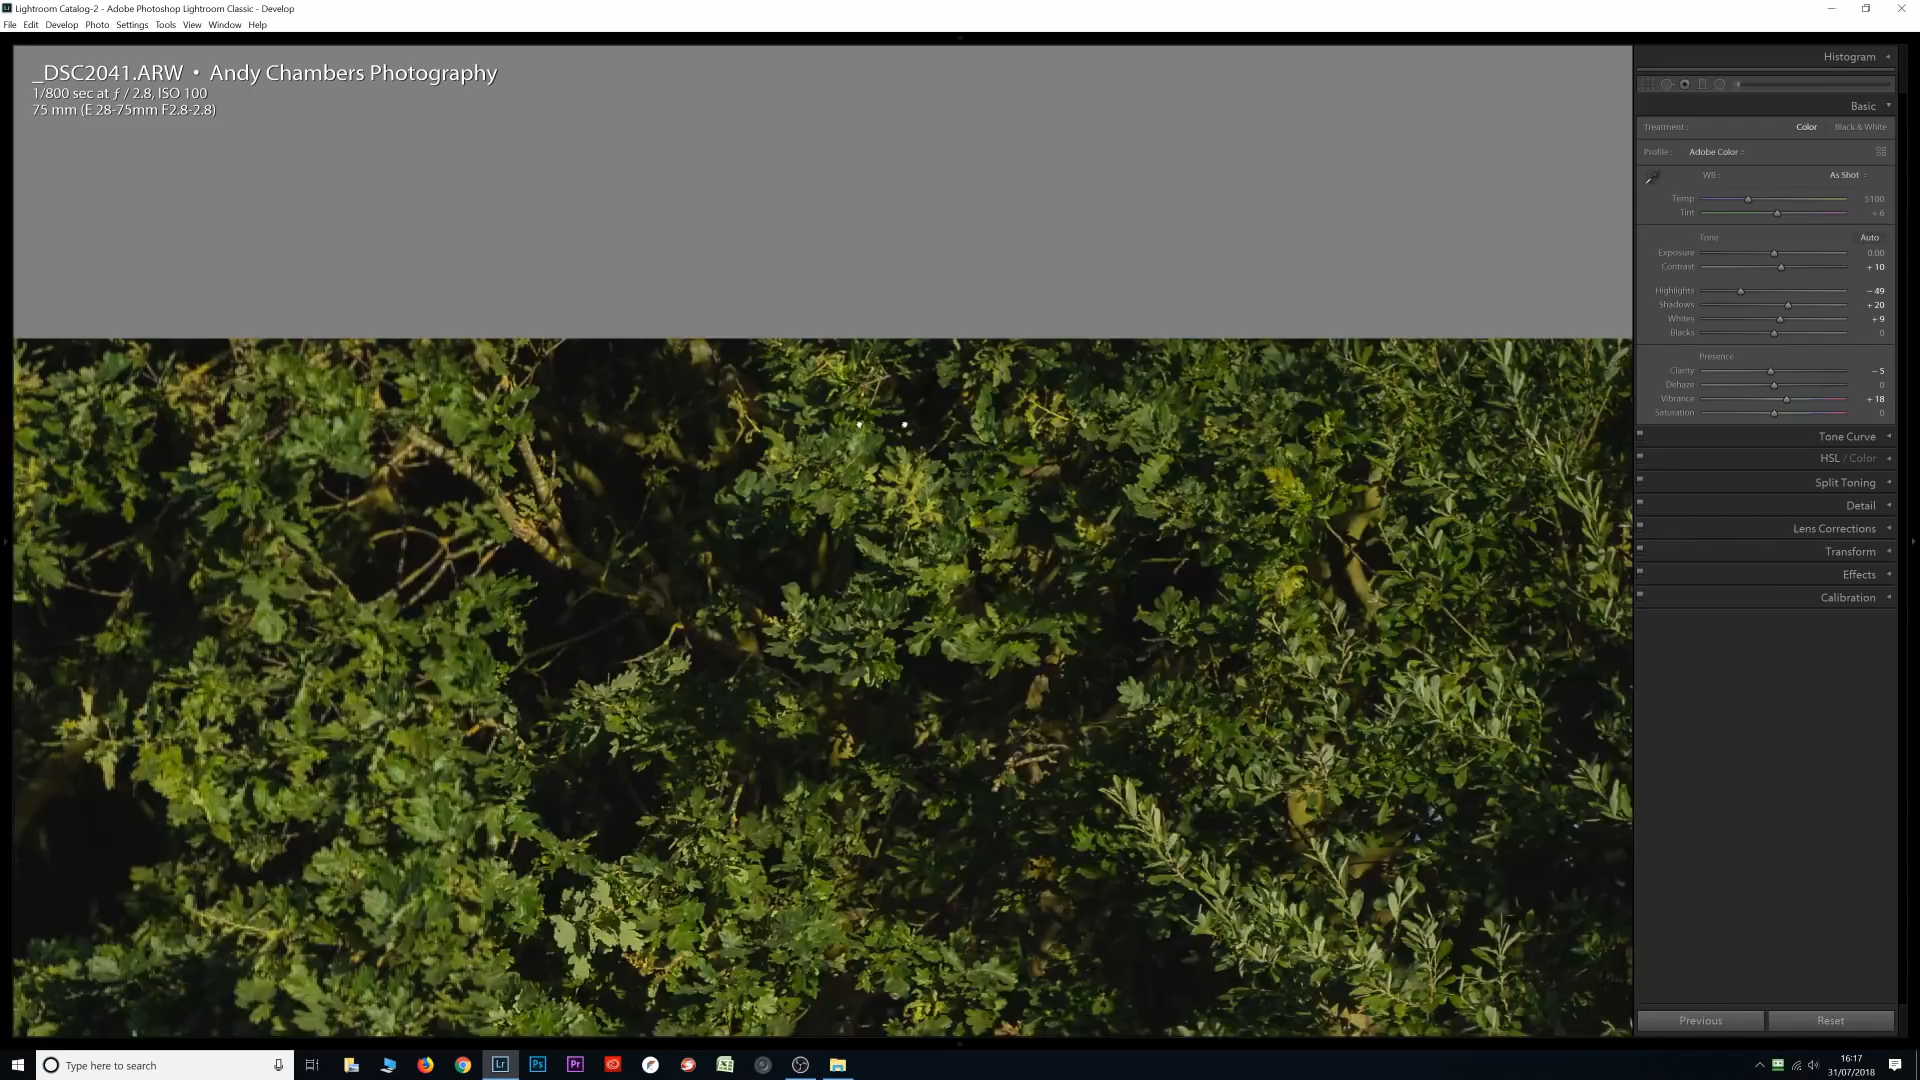 Lightroom Catalog-2 - Adobe Photoshop Lightroom Classic - Develop
File Edit Develop Photo Settings Tools View Window Help
_DSC2041.ARW • Andy Chambers Photography
1/800 sec at ƒ / 2.8, ISO 100
75 mm (E 28-75mm F2.8-2.8)
Histogram
Basic
Treatment : Color Black & White
Profile : Adobe Color
WB : As Shot
Temp 5100
Tint + 6
Tone Auto
Exposure 0.00
Contrast + 10
Highlights − 49
Shadows + 20
Whites + 9
Blacks 0
Presence
Clarity − 5
Dehaze 0
Vibrance + 18
Saturation 0
Tone Curve
HSL / Color
Split Toning
Detail
Lens Corrections
Transform
Effects
Calibration
Previous Reset
Type here to search
Lr Ps Pr
16:17
31/07/2018